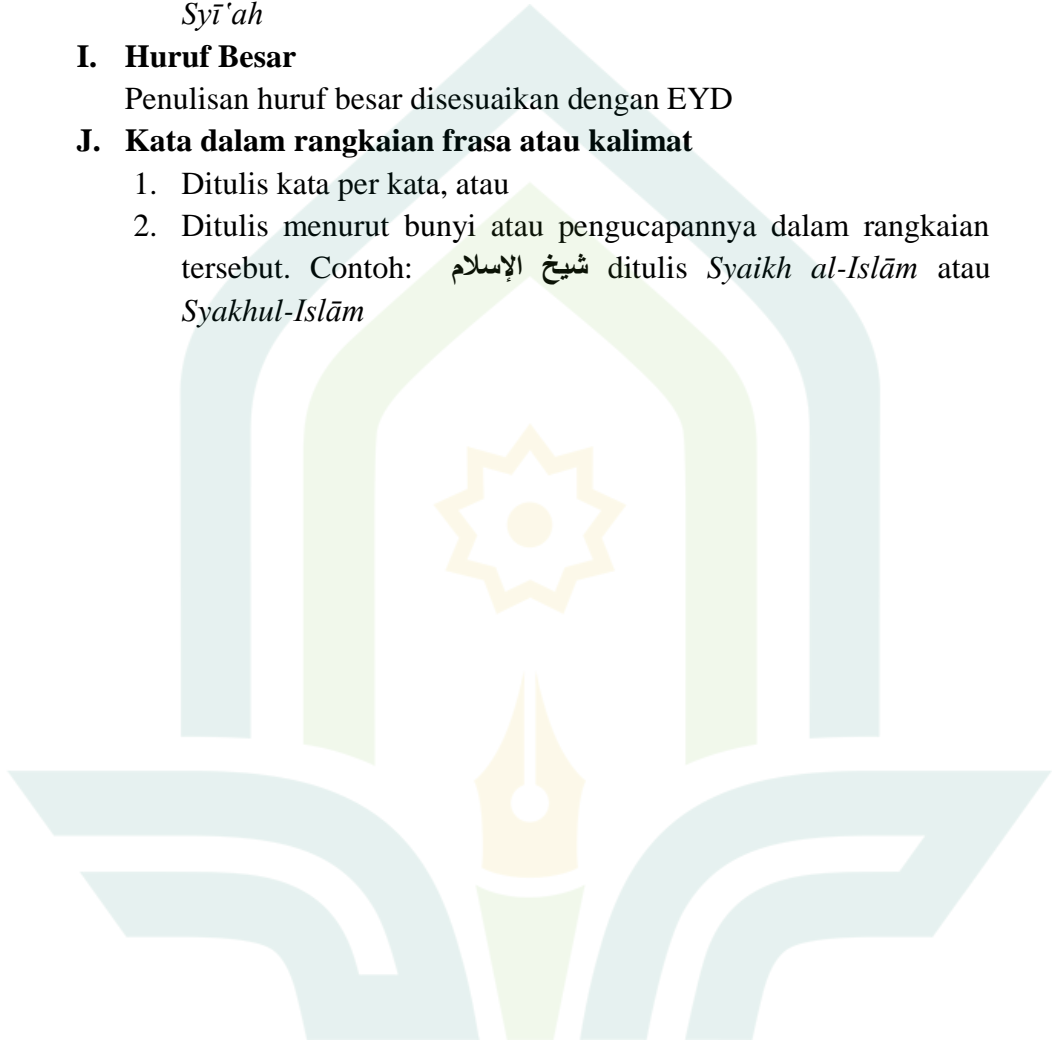 Syī‛ah
I. Huruf Besar
Penulisan huruf besar disesuaikan dengan EYD
J. Kata dalam rangkaian frasa atau kalimat
1. Ditulis kata per kata, atau
2. Ditulis menurut bunyi atau pengucapannya dalam rangkaian
tersebut. Contoh: شيخ الإسلام ditulis Syaikh al-Islām atau
Syakhul-Islām